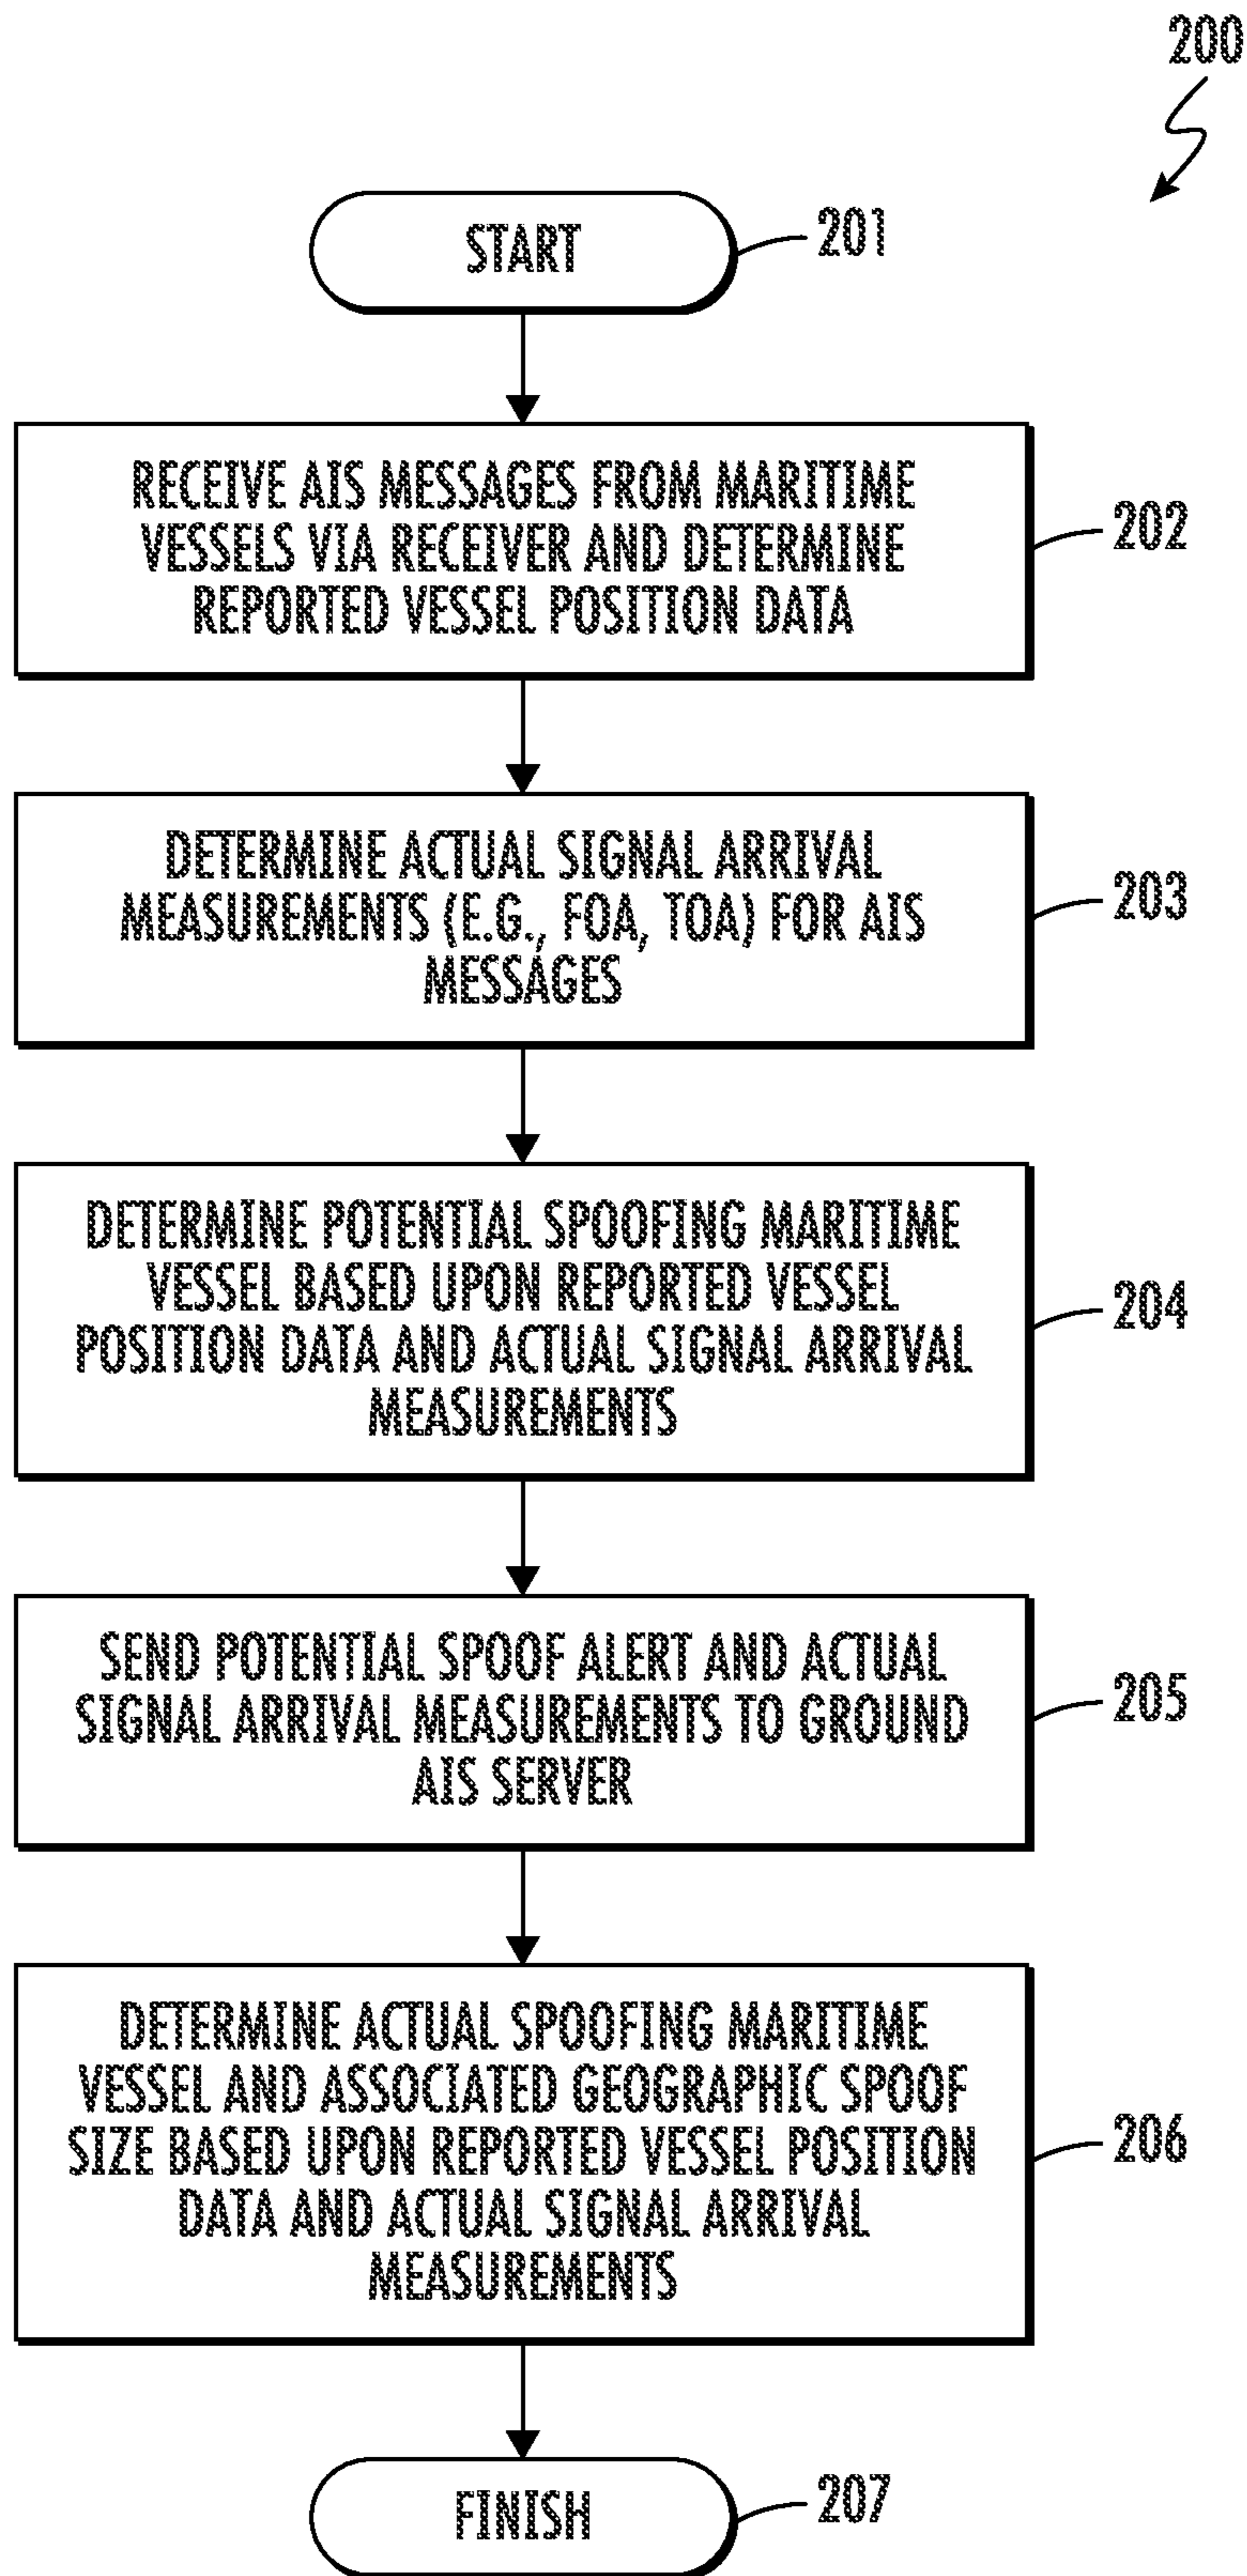 200
START
201
RECEIVE AIS MESSAGES FROM MARITIME
VESSELS VIA RECEIVER AND DETERMINE
REPORTED VESSEL POSITION DATA
202
DETERMINE ACTUAL SIGNAL ARRIVAL
MEASUREMENTS (E.G., FOA, TOA) FOR AIS
MESSAGES
203
DETERMINE POTENTIAL SPOOFING MARITIME
VESSEL BASED UPON REPORTED VESSEL
POSITION DATA AND ACTUAL SIGNAL ARRIVAL
MEASUREMENTS
204
SEND POTENTIAL SPOOF ALERT AND ACTUAL
SIGNAL ARRIVAL MEASUREMENTS TO GROUND
AIS SERVER
205
DETERMINE ACTUAL SPOOFING MARITIME
VESSEL AND ASSOCIATED GEOGRAPHIC SPOOF
SIZE BASED UPON REPORTED VESSEL POSITION
DATA AND ACTUAL SIGNAL ARRIVAL
MEASUREMENTS
206
FINISH
207